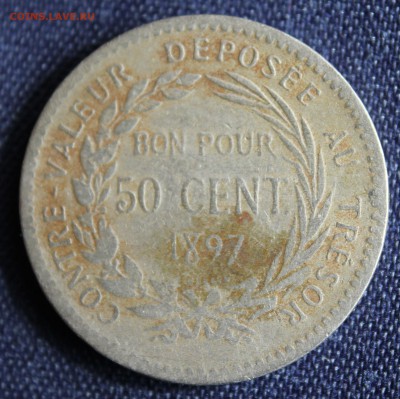 COINS.LAVE.RU
CONTRE-VALEUR DÉPOSÉE AU TRÉSOR
BON POUR
50 CENT.
1897